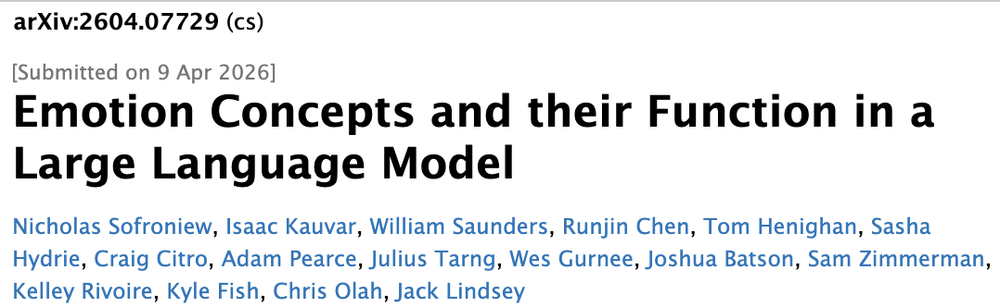 arXiv:2604.07729 (cs)
[Submitted on 9 Apr 2026]
Emotion Concepts and their Function in a
Large Language Model
Nicholas Sofroniew, Isaac Kauvar, William Saunders, Runjin Chen, Tom Henighan, Sasha
Hydrie, Craig Citro, Adam Pearce, Julius Tarng, Wes Gurnee, Joshua Batson, Sam Zimmerman,
Kelley Rivoire, Kyle Fish, Chris Olah, Jack Lindsey